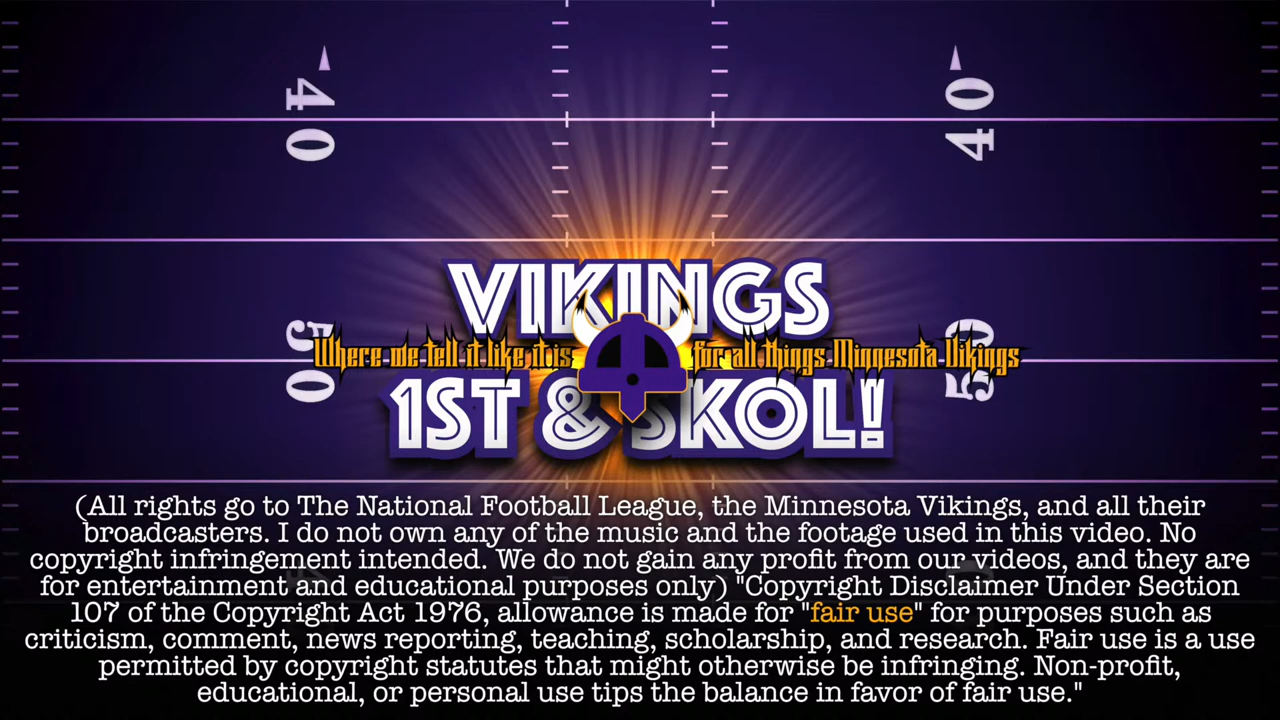 40
40
VIKINGS
50
Where we tell it like it is
for all things Minnesota Vikings
50
1ST & SKOL!
(All rights go to The National Football League, the Minnesota Vikings, and all their
broadcasters. I do not own any of the music and the footage used in this video. No
copyright infringement intended. We do not gain any profit from our videos, and they are
for entertainment and educational purposes only) "Copyright Disclaimer Under Section
107 of the Copyright Act 1976, allowance is made for "fair use" for purposes such as
criticism, comment, news reporting, teaching, scholarship, and research. Fair use is a use
permitted by copyright statutes that might otherwise be infringing. Non-profit,
educational, or personal use tips the balance in favor of fair use."